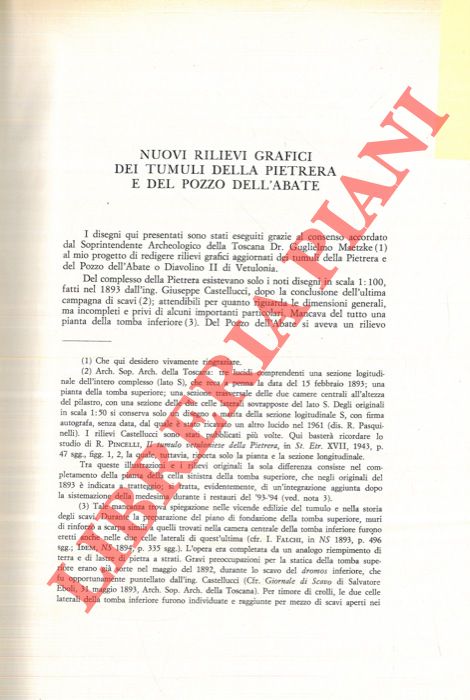 NUOVI RILIEVI GRAFICI
DEI TUMULI DELLA PIETRERA
E DEL POZZO DELL'ABATE
I disegni qui presentati sono stati eseguiti grazie al consenso accordato
dal Soprintendente Archeologico della Toscana Dr. Guglielmo Maetzke (1)
al mio progetto di redigere rilievi grafici aggiornati dei tumuli della Pietrera e
del Pozzo dell'Abate o Diavolino II di Vetulonia.
Del complesso della Pietrera esistevano solo i noti disegni in scala 1:100,
fatti nel 1893 dall'ing. Giuseppe Castellucci, dopo la conclusione dell'ultima
campagna di scavi (2); attendibili per quanto riguarda le dimensioni generali,
ma incompleti e privi di alcuni importanti particolari. Mancava del tutto una
pianta della tomba inferiore (3). Del Pozzo dell'Abate si aveva un rilievo
(1) Che qui desidero vivamente ringraziare.
(2) Arch. Sop. Arch. della Toscana: tre lucidi comprendenti una sezione logitudi-
nale dell'intero complesso (lato S), che reca a penna la data del 15 febbraio 1893; una
pianta della tomba superiore; una sezione trasversale delle due camere centrali all'altezza
del pilastro, con una sezione delle due celle laterali sovrapposte del lato S. Degli originali
in scala 1:50 si conserva solo un disegno a matita della sezione longitudinale S, con firma
autografa, senza data, dal quale è stato ricavato un altro lucido nel 1961 (dis. R. Pasqui-
nelli). I rilievi Castellucci sono stati pubblicati più volte. Qui basterà ricordare lo
studio di R. PINCELLI, Il tumulo vetuloniese della Pietrera, in St. Etr. XVII, 1943, p.
47 sgg., figg. 1, 2, la quale, tuttavia, riporta solo la pianta e la sezione longitudinale.
Tra queste illustrazioni e i rilievi originali la sola differenza consiste nel com-
pletamento della pianta della cella sinistra della tomba superiore, che negli originali del
1893 è indicata a tratteggio; si tratta, evidentemente, di un'integrazione aggiunta dopo
la sistemazione della medesima durante i restauri del '93-'94 (ved. nota 3).
(3) Tale trova spiegazione nelle vicende edilizie del tumulo e nella storia
degli scavi. Durante la preparazione del piano di fondazione della tomba superiore, muri
di rinforzo a scarpa simili a quelli trovati nella camera centrale della tomba inferiore furono
eretti anche nelle due celle laterali di quest'ultima (cfr. I. FALCHI, in NS 1893, p. 496
sgg.; IDEM, NS 1894, p. 335 sgg.). L'opera era completata da un analogo riempimento di
terra e di lastre di pietra a strati. Gravi preoccupazioni per la statica della tomba supe-
riore erano già sorte nel maggio del 1892, durante lo scavo del dromos inferiore, che
fu opportunamente puntellato dall'ing. Castellucci (Cfr. Giornale di Scavo di Salvatore
Eboli, 31 maggio 1893, Arch. Sop. Arch. della Toscana). Per timore di crolli, le due celle
laterali della tomba inferiore furono individuate e raggiunte per mezzo di scavi aperti nei
LIBRERIA PIANI